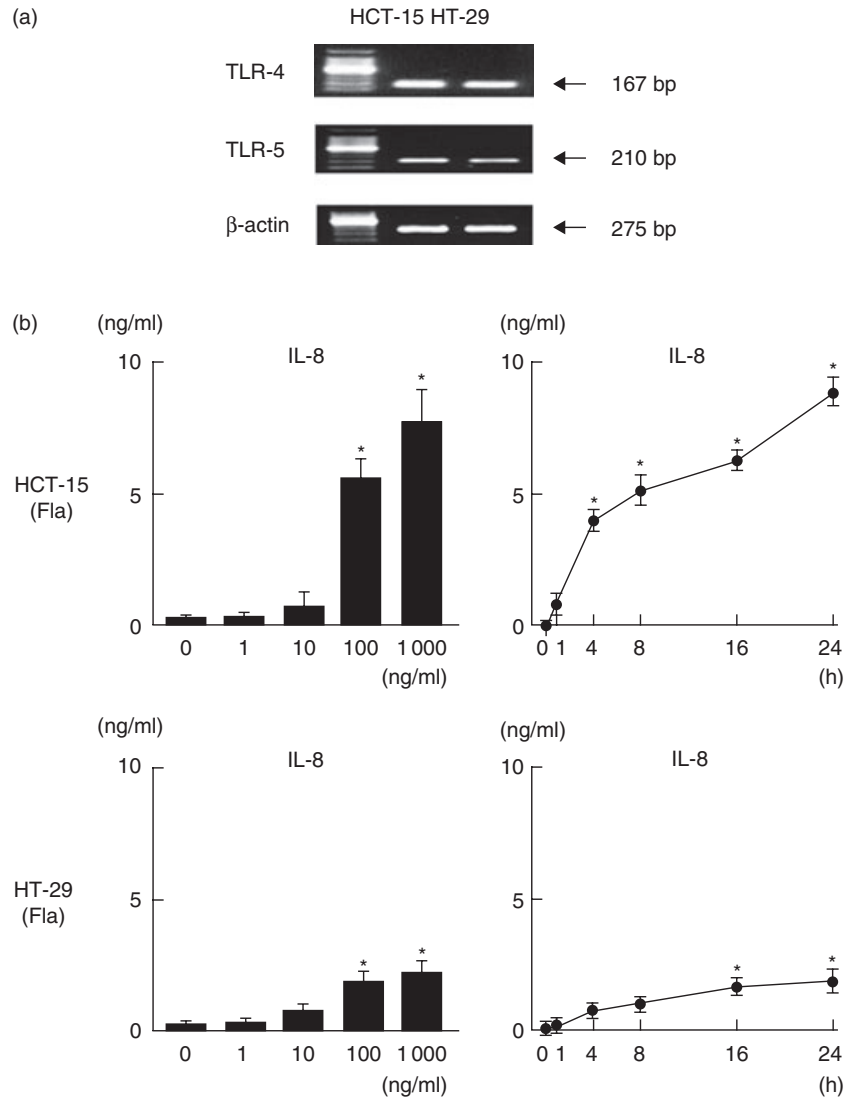 (a)
HCT-15 HT-29
TLR-4
167 bp
TLR-5
210 bp
β-actin
275 bp
(b)
(ng/ml)
IL-8
10
5
0
HCT-15
(Fla)
* *
0 1 10 100 1 000
(ng/ml)
(ng/ml)
IL-8
10
5
0
* * * *
0 1 4 8 16 24
(h)
(ng/ml)
IL-8
10
5
0
HT-29
(Fla)
* *
0 1 10 100 1 000
(ng/ml)
(ng/ml)
IL-8
10
5
0
* *
0 1 4 8 16 24
(h)